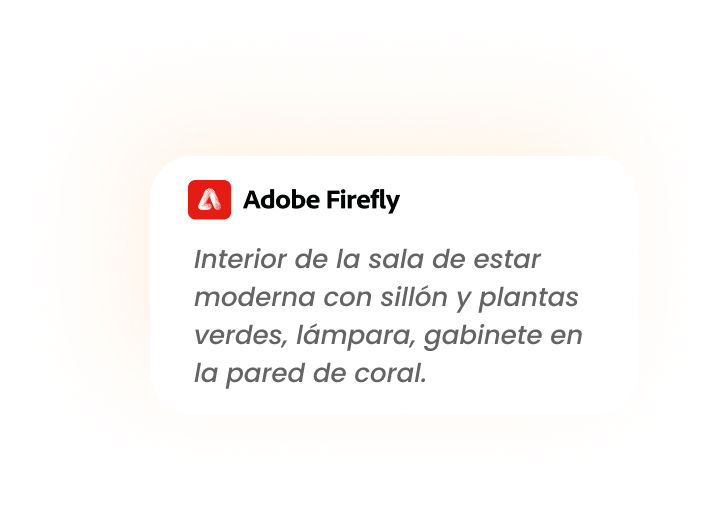 Adobe Firefly
Interior de la sala de estar
moderna con sillón y plantas
verdes, lámpara, gabinete en
la pared de coral.